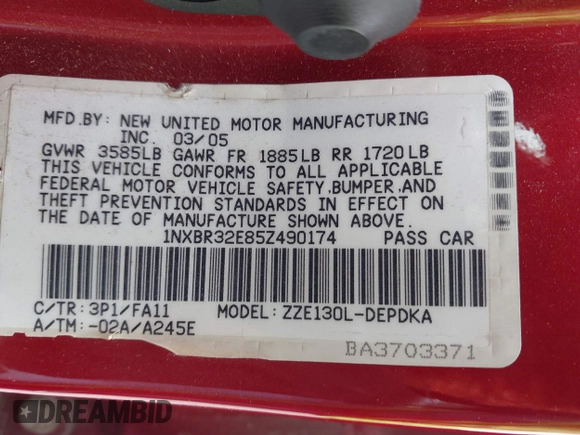 MFD.BY: NEW UNITED MOTOR MANUFACTURING
INC. 03/05
GVWR 3585LB GAWR FR 1885LB RR 1720LB
THIS VEHICLE CONFORMS TO ALL APPLICABLE
FEDERAL MOTOR VEHICLE SAFETY.BUMPER.AND
THEFT PREVENTION STANDARDS IN EFFECT ON
THE DATE OF MANUFACTURE SHOWN ABOVE.
1NXBR32E85Z490174 PASS CAR
C/TR: 3P1/FA11 MODEL: ZZE130L-DEPDKA
A/TM: -02A/A245E
BA3703371
DREAMBID